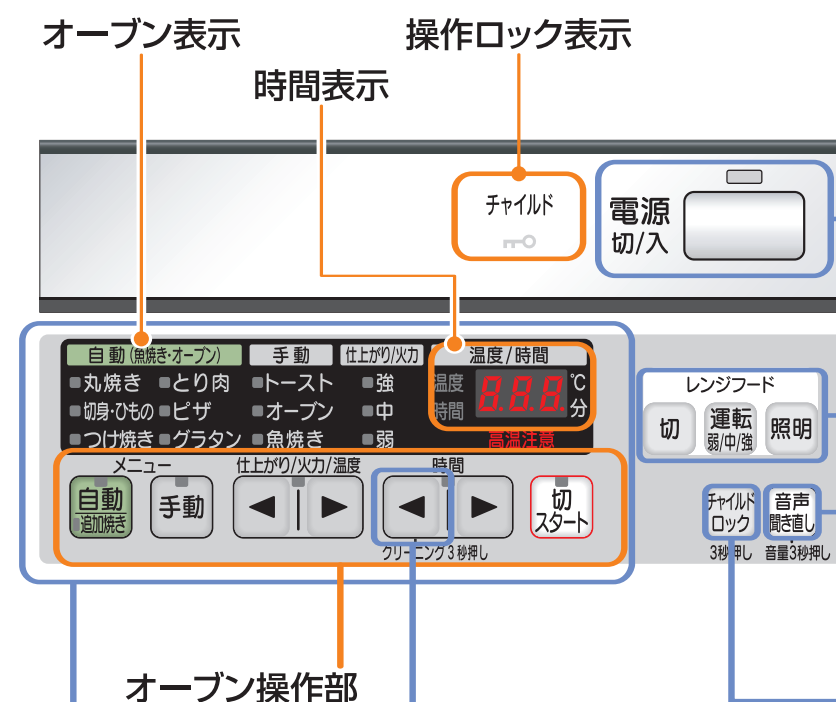 オーブン表示
操作ロック表示
時間表示
チャイルド
電源
切/入
自動(魚焼き・オーブン)
手動
仕上がり/火力
温度/時間
丸焼き とり肉 トースト 強 温度 8.8.8 ℃
切身・ひもの ピザ オーブン 中 時間 分
つけ焼き グラタン 魚焼き 弱 高温注意
メニュー
仕上がり/火力/温度
時間
自動
追加焼き
手動
切
スタート
クリーニング3秒押し
レンジフード
切
運転
弱/中/強
照明
チャイルド
ロック
3秒押し
音声
聞き直し
音量3秒押し
オーブン操作部